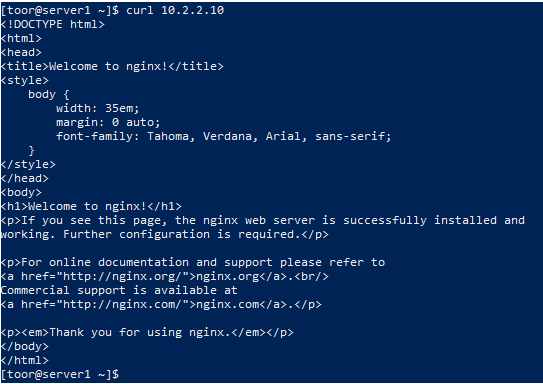 [toor@server1 ~]$ curl 10.2.2.10
<!DOCTYPE html>
<html>
<head>
<title>Welcome to nginx!</title>
<style>
    body {
        width: 35em;
        margin: 0 auto;
        font-family: Tahoma, Verdana, Arial, sans-serif;
    }
</style>
</head>
<body>
<h1>Welcome to nginx!</h1>
<p>If you see this page, the nginx web server is successfully installed and
working. Further configuration is required.</p>

<p>For online documentation and support please refer to
<a href="http://nginx.org/">nginx.org</a>.<br/>
Commercial support is available at
<a href="http://nginx.com/">nginx.com</a>.</p>

<p><em>Thank you for using nginx.</em></p>
</body>
</html>
[toor@server1 ~]$